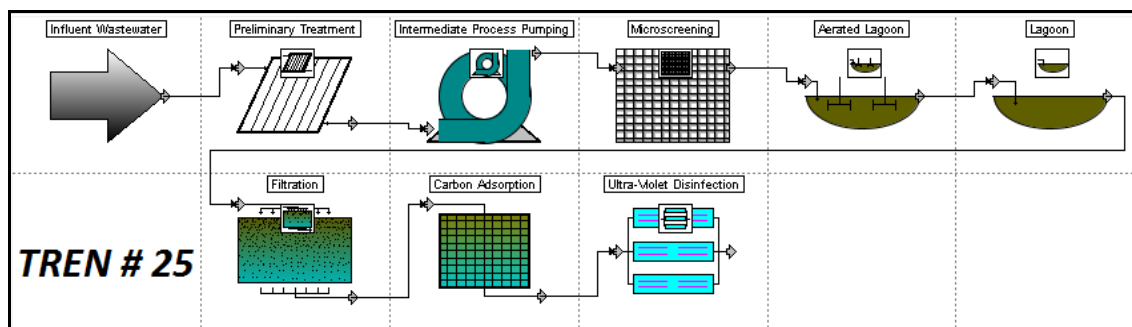 Influent Wastewater
Preliminary Treatment
Intermediate Process Pumping
Microscreening
Aerated Lagoon
Lagoon
Filtration
Carbon Adsorption
Ultra-Violet Disinfection
TREN # 25